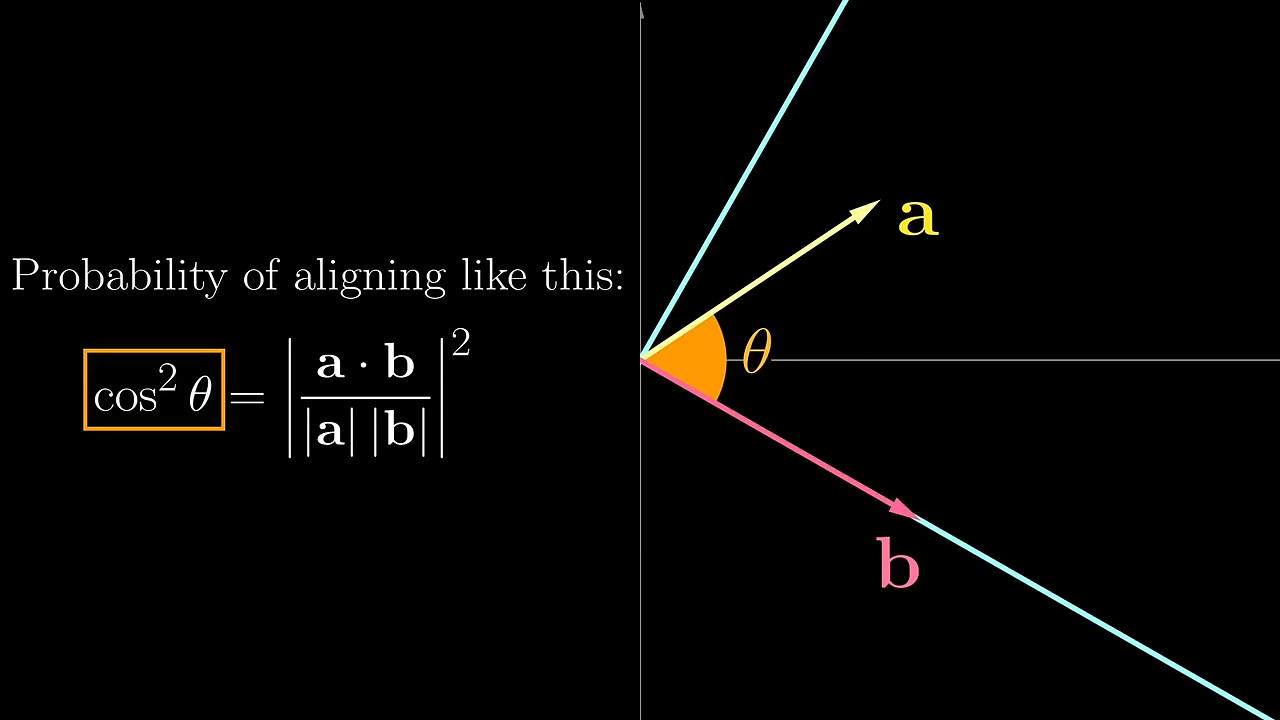 Probability of aligning like this:
cos² θ = | a · b / |a| |b| |²
a
θ
b